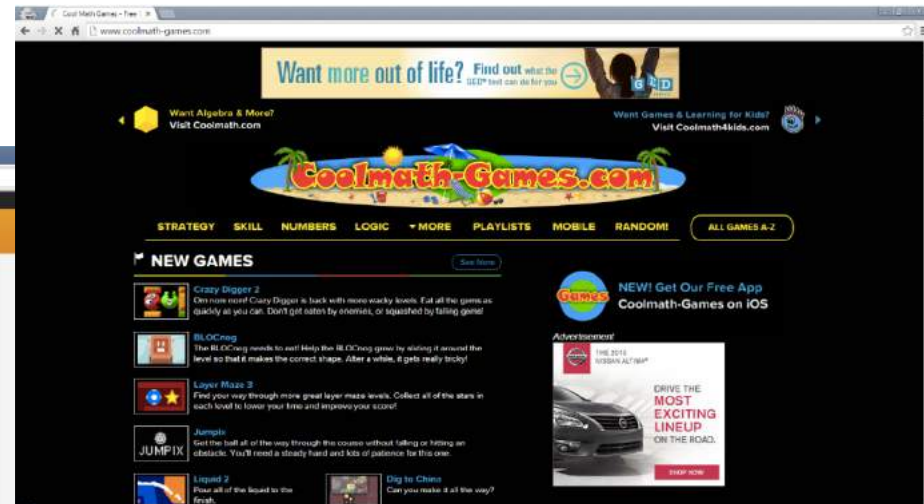 Cool Math Games - Free
www.coolmath-games.com
Want more out of life? Find out what the
GED® test can do for you
GED
Want Algebra & More?
Visit Coolmath.com
Want Games & Learning for Kids?
Visit Coolmath4kids.com
Coolmath-Games.com
STRATEGY SKILL NUMBERS LOGIC MORE PLAYLISTS MOBILE RANDOM! ALL GAMES A-Z
NEW GAMES
See More
Crazy Digger 2
Om nom nom! Crazy Digger is back with more wacky levels. Eat all the gems as
quickly as you can. Don't get eaten by enemies, or squashed by falling gems!
BLOCnog
The BLOCnog needs to eat! Help the BLOCnog grow by sliding it around the
level so that it makes the correct shape. After a while, it gets really tricky!
Layer Maze 3
Find your way through more great layer maze levels. Collect all of the stars in
each level to lower your time and improve your score!
JUMPIX
Jumpix
Get the ball all of the way through the course without falling or hitting an
obstacle. You'll need a steady hand and lots of patience for this one.
Liquid 2
Pour all of the liquid to the
finish.
Dig to China
Can you make it all the way?
Games
NEW! Get Our Free App
Coolmath-Games on iOS
Advertisement
THE 2015
NISSAN ALTIMA®
DRIVE THE
MOST
EXCITING
LINEUP
ON THE ROAD.
SHOP NOW